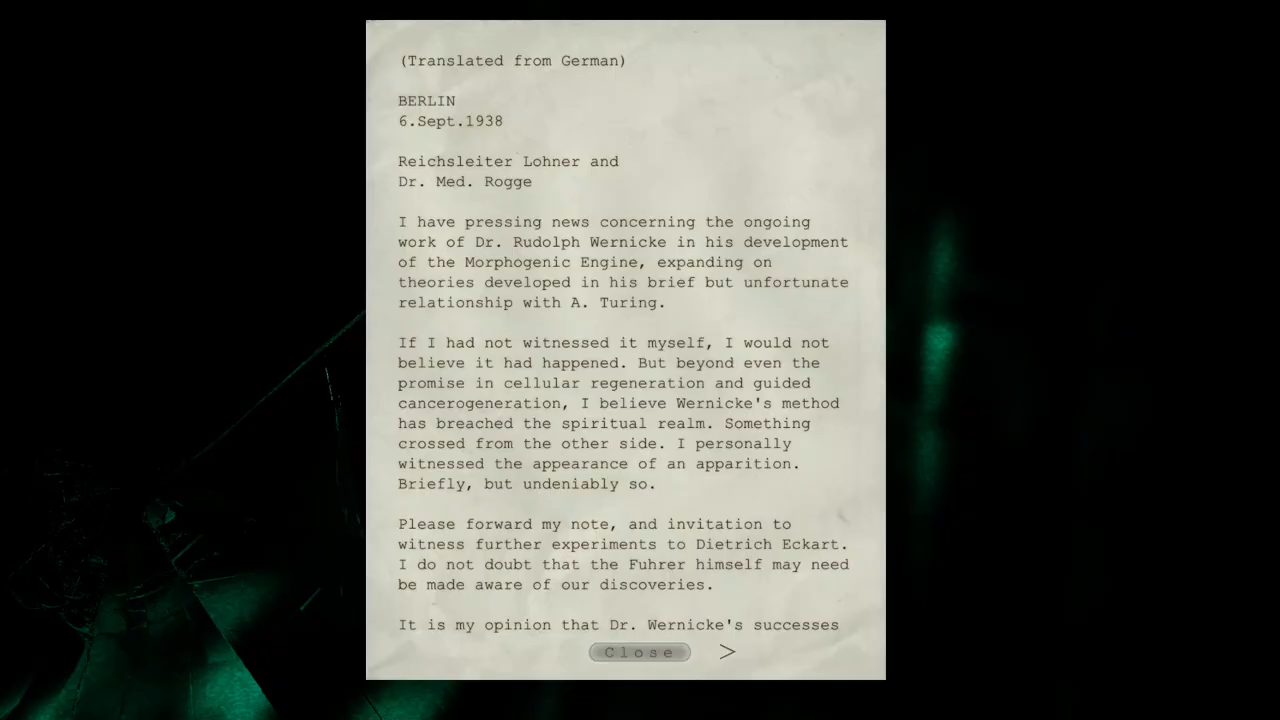 (Translated from German)
BERLIN
6.Sept.1938
Reichsleiter Lohner and
Dr. Med. Rogge
I have pressing news concerning the ongoing
work of Dr. Rudolph Wernicke in his development
of the Morphogenic Engine, expanding on
theories developed in his brief but unfortunate
relationship with A. Turing.
If I had not witnessed it myself, I would not
believe it had happened. But beyond even the
promise in cellular regeneration and guided
cancerogeneration, I believe Wernicke's method
has breached the spiritual realm. Something
crossed from the other side. I personally
witnessed the appearance of an apparition.
Briefly, but undeniably so.
Please forward my note, and invitation to
witness further experiments to Dietrich Eckart.
I do not doubt that the Fuhrer himself may need
be made aware of our discoveries.
It is my opinion that Dr. Wernicke's successes
Close >